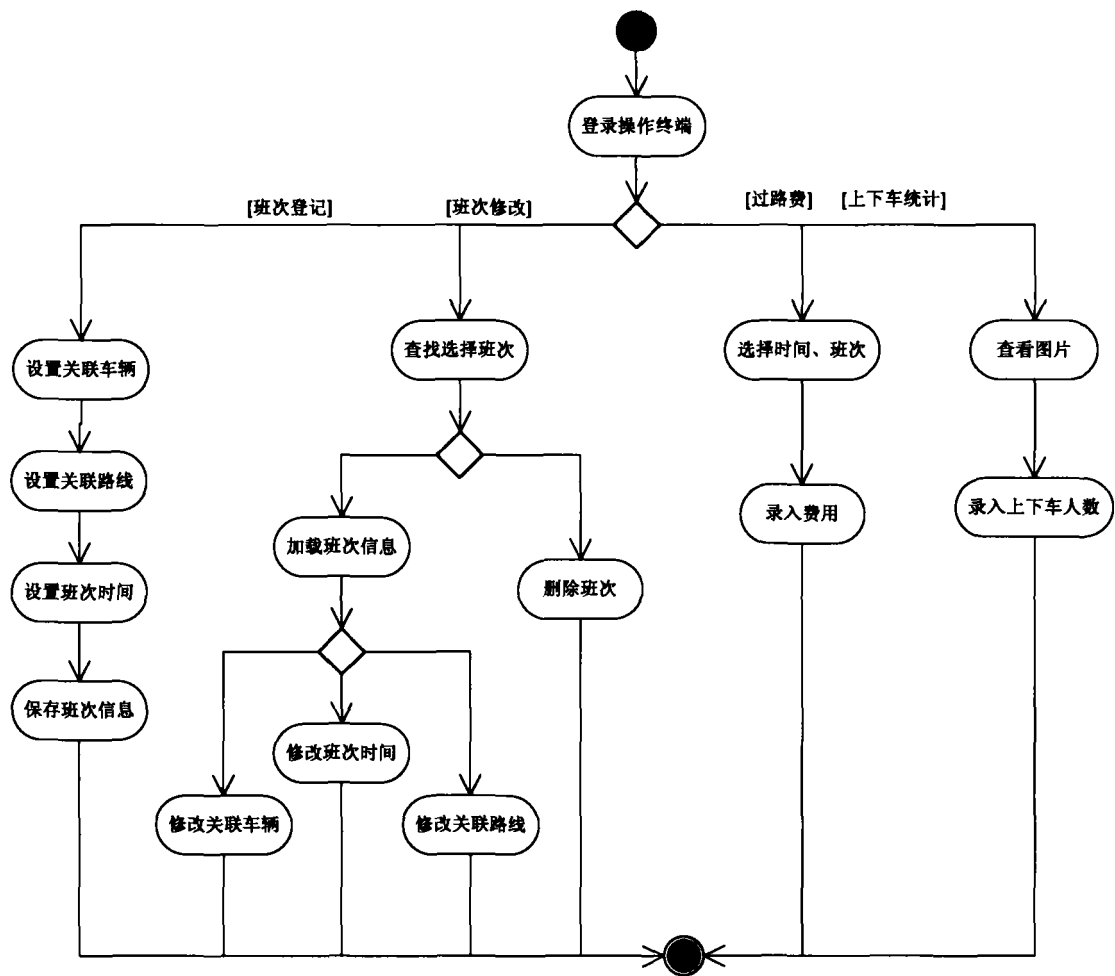 登录操作终端
[班次登记]
[班次修改]
[过路费]
[上下车统计]
设置关联车辆
查找选择班次
选择时间、班次
查看图片
设置关联路线
录入费用
录入上下车人数
加载班次信息
设置班次时间
删除班次
保存班次信息
修改班次时间
修改关联车辆
修改关联路线